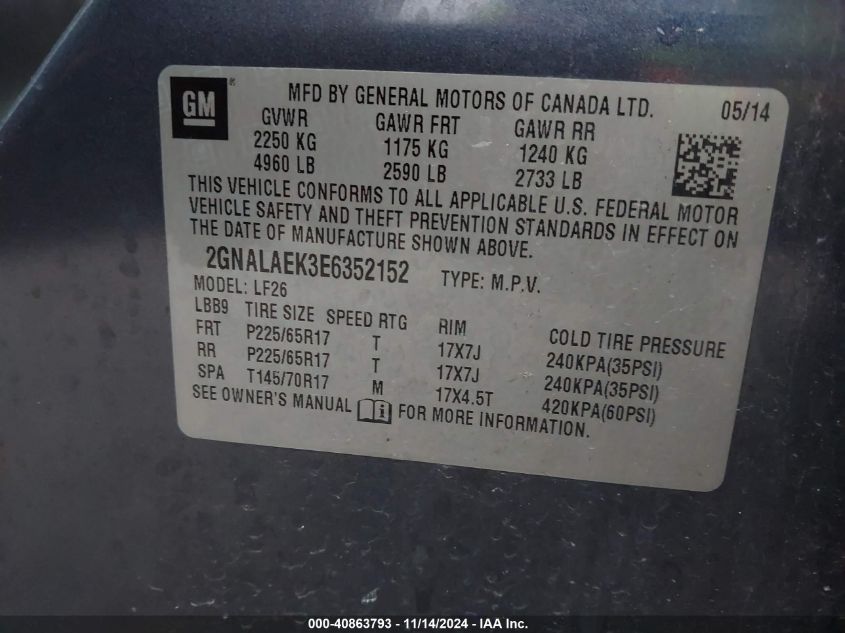 GM ® MFD BY GENERAL MOTORS OF CANADA LTD. 05/14
GVWR GAWR FRT GAWR RR
2250 KG 1175 KG 1240 KG
4960 LB 2590 LB 2733 LB
THIS VEHICLE CONFORMS TO ALL APPLICABLE U.S. FEDERAL MOTOR
VEHICLE SAFETY AND THEFT PREVENTION STANDARDS IN EFFECT ON
THE DATE OF MANUFACTURE SHOWN ABOVE.
2GNALAEK3E6352152 TYPE: M.P.V.
MODEL: LF26
LBB9 TIRE SIZE SPEED RTG RIM COLD TIRE PRESSURE
FRT P225/65R17 T 17X7J 240KPA(35PSI)
RR P225/65R17 T 17X7J 240KPA(35PSI)
SPA T145/70R17 M 17X4.5T 420KPA(60PSI)
SEE OWNER'S MANUAL i FOR MORE INFORMATION.
000-40863793 - 11/14/2024 - IAA Inc.